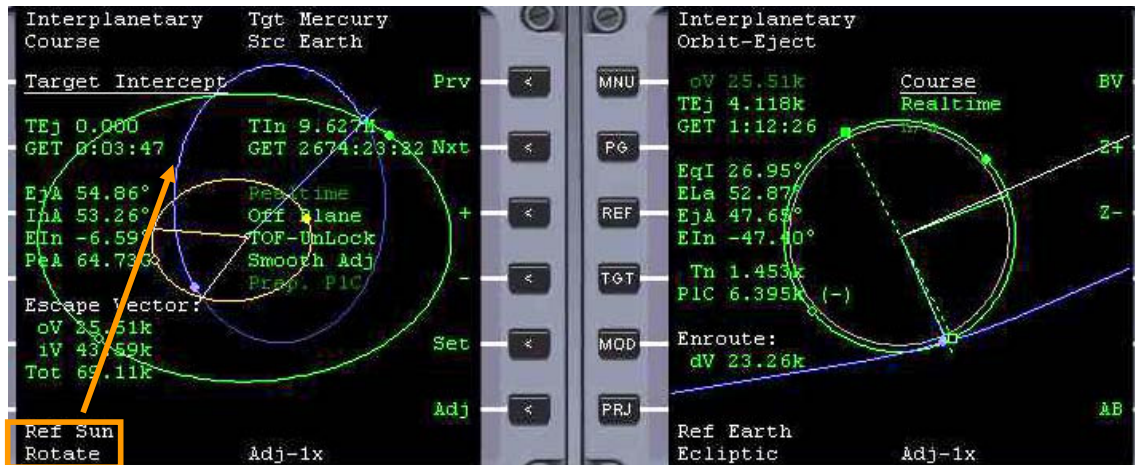 Interplanetary Tgt Mercury
Course Src Earth
Target Intercept Prv
TEj 0.000 TIn 9.627M
GET 0:03:47 GET 2674:23:22 Nxt
EjA 54.86° Realtime
InA 53.26° Off Plane +
EIn -6.59° TOF-UnLock
PeA 64.73G Smooth Adj -
Prep. PlC
Escape Vector:
oV 25.51k
iV 43.59k Set
Tot 69.11k
Adj
Ref Sun
Rotate Adj-1x
<
<
<
<
<
<
MNU
PG
REF
TGT
MOD
PRJ
Interplanetary
Orbit-Eject
oV 25.51k Course BV
TEj 4.118k Realtime
GET 1:12:26
Z+
EqI 26.95°
ELa 52.87°
EjA 47.65° Z-
EIn -47.40°
Tn 1.453k
PlC 6.395k (-)
Enroute:
dV 23.26k
AB
Ref Earth
Ecliptic Adj-1x